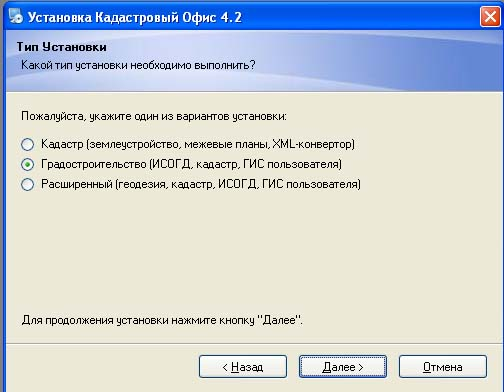 Установка Кадастровый Офис 4.2
Тип Установки
Какой тип установки необходимо выполнить?
Пожалуйста, укажите один из вариантов установки:
Кадастр (землеустройство, межевые планы, XML-конвертор)
Градостроительство (ИСОГД, кадастр, ГИС пользователя)
Расширенный (геодезия, кадастр, ИСОГД, ГИС пользователя)
Для продолжения установки нажмите кнопку "Далее".
< Назад Далее > Отмена